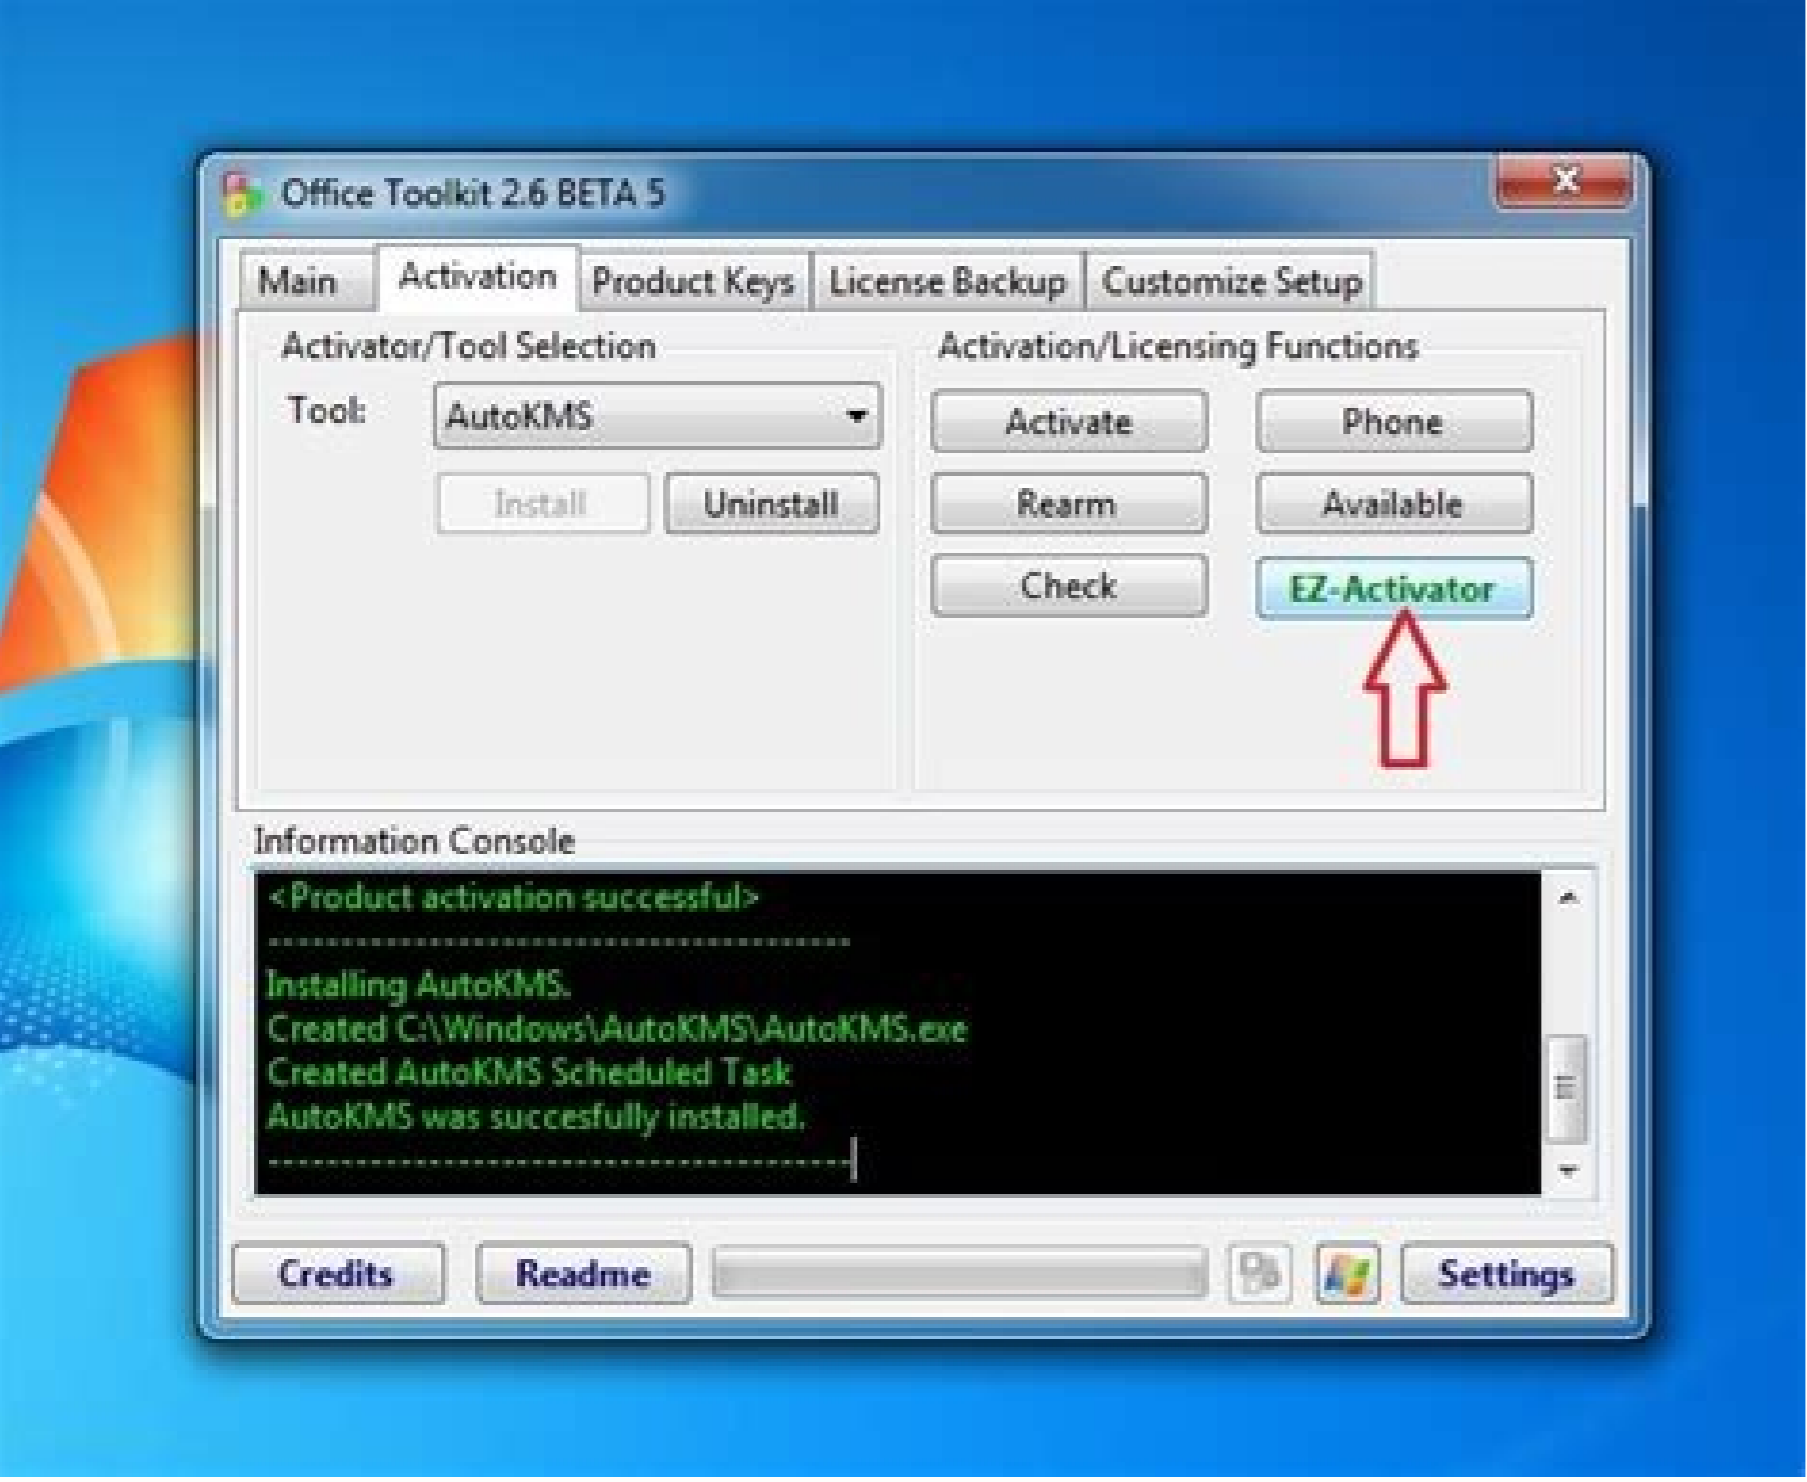 Office Toolkit 2.6 BETA 5
x
Main Activation Product Keys License Backup Customize Setup
Activator/Tool Selection
Tool: AutoKMS
Install Uninstall
Activation/Licensing Functions
Activate Phone
Rearm Available
Check EZ-Activator
Information Console
<Product activation successful>
----------------------------------------
Installing AutoKMS.
Created C:\Windows\AutoKMS\AutoKMS.exe
Created AutoKMS Scheduled Task
AutoKMS was succesfully installed.
----------------------------------------
Credits Readme Settings